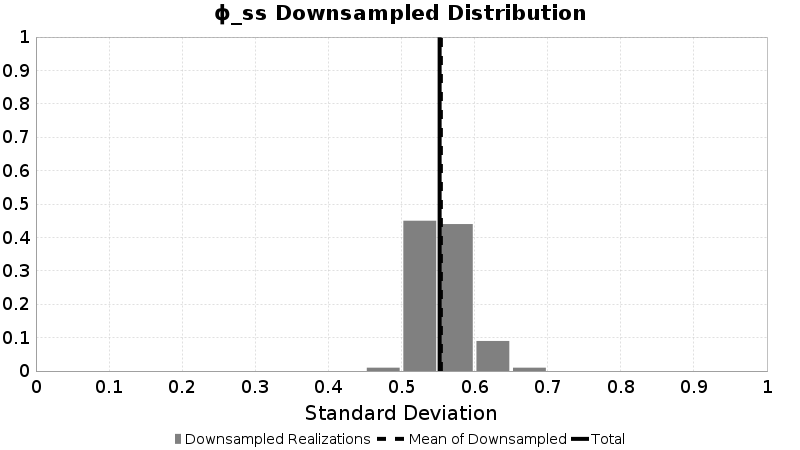 ϕ_ss Downsampled Distribution
1
0.9
0.8
0.7
0.6
0.5
0.4
0.3
0.2
0.1
0
0 0.1 0.2 0.3 0.4 0.5 0.6 0.7 0.8 0.9 1
Standard Deviation
Downsampled Realizations Mean of Downsampled Total